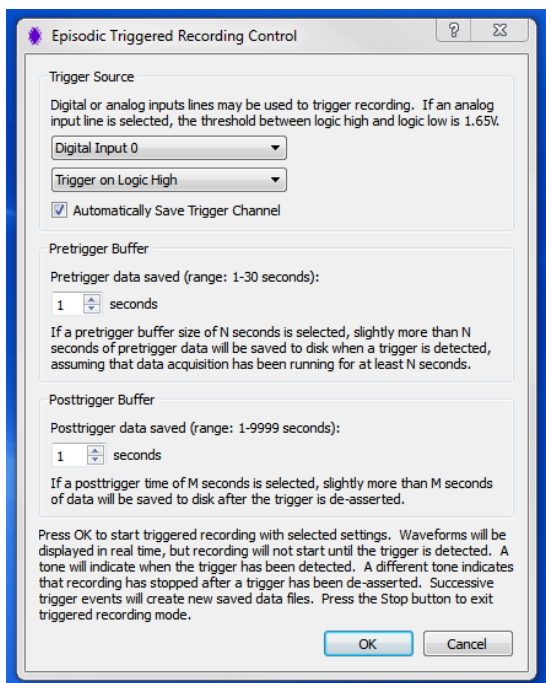 Episodic Triggered Recording Control
Trigger Source
Digital or analog inputs lines may be used to trigger recording. If an analog
input line is selected, the threshold between logic high and logic low is 1.65V.
Digital Input 0
Trigger on Logic High
Automatically Save Trigger Channel
Pretrigger Buffer
Pretrigger data saved (range: 1-30 seconds):
1 seconds
If a pretrigger buffer size of N seconds is selected, slightly more than N
seconds of pretrigger data will be saved to disk when a trigger is detected,
assuming that data acquisition has been running for at least N seconds.
Posttrigger Buffer
Posttrigger data saved (range: 1-9999 seconds):
1 seconds
If a posttrigger time of M seconds is selected, slightly more than M seconds
of data will be saved to disk after the trigger is de-asserted.
Press OK to start triggered recording with selected settings. Waveforms will be
displayed in real time, but recording will not start until the trigger is detected. A
tone will indicate when the trigger has been detected. A different tone indicates
that recording has stopped after a trigger has been de-asserted. Successive
trigger events will create new saved data files. Press the Stop button to exit
triggered recording mode.
OK Cancel